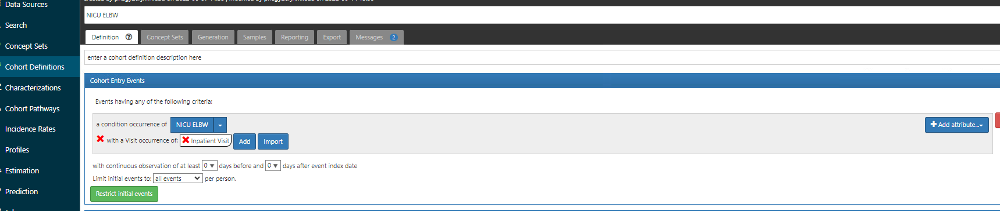 Data Sources
NICU ELBW
Search
Definition Concept Sets Generation Samples Reporting Export Messages 2
Concept Sets
enter a cohort definition description here
Cohort Definitions
Cohort Entry Events
Characterizations
Events having any of the following criteria:
Cohort Pathways
a condition occurrence of NICU ELBW + Add attribute...
Incidence Rates
with a Visit occurrence of: Inpatient Visit Add Import
Profiles
with continuous observation of at least 0 days before and 0 days after event index date
Estimation
Limit initial events to: all events per person.
Prediction
Restrict initial events